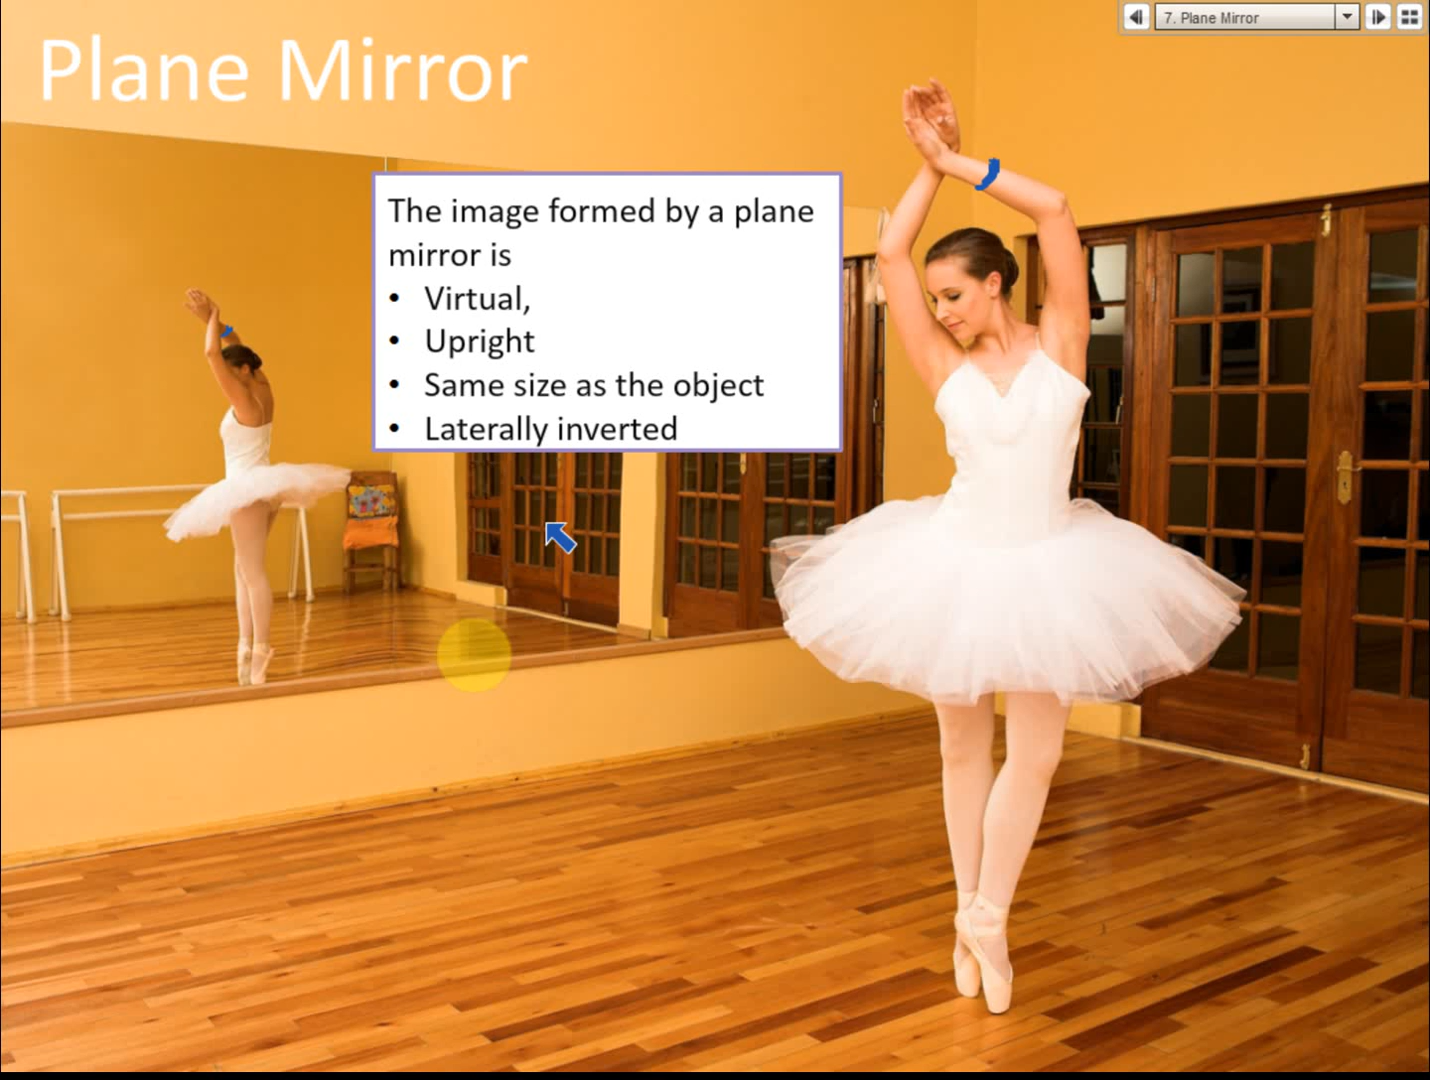 7. Plane Mirror
Plane Mirror
The image formed by a plane
mirror is
• Virtual,
• Upright
• Same size as the object
• Laterally inverted